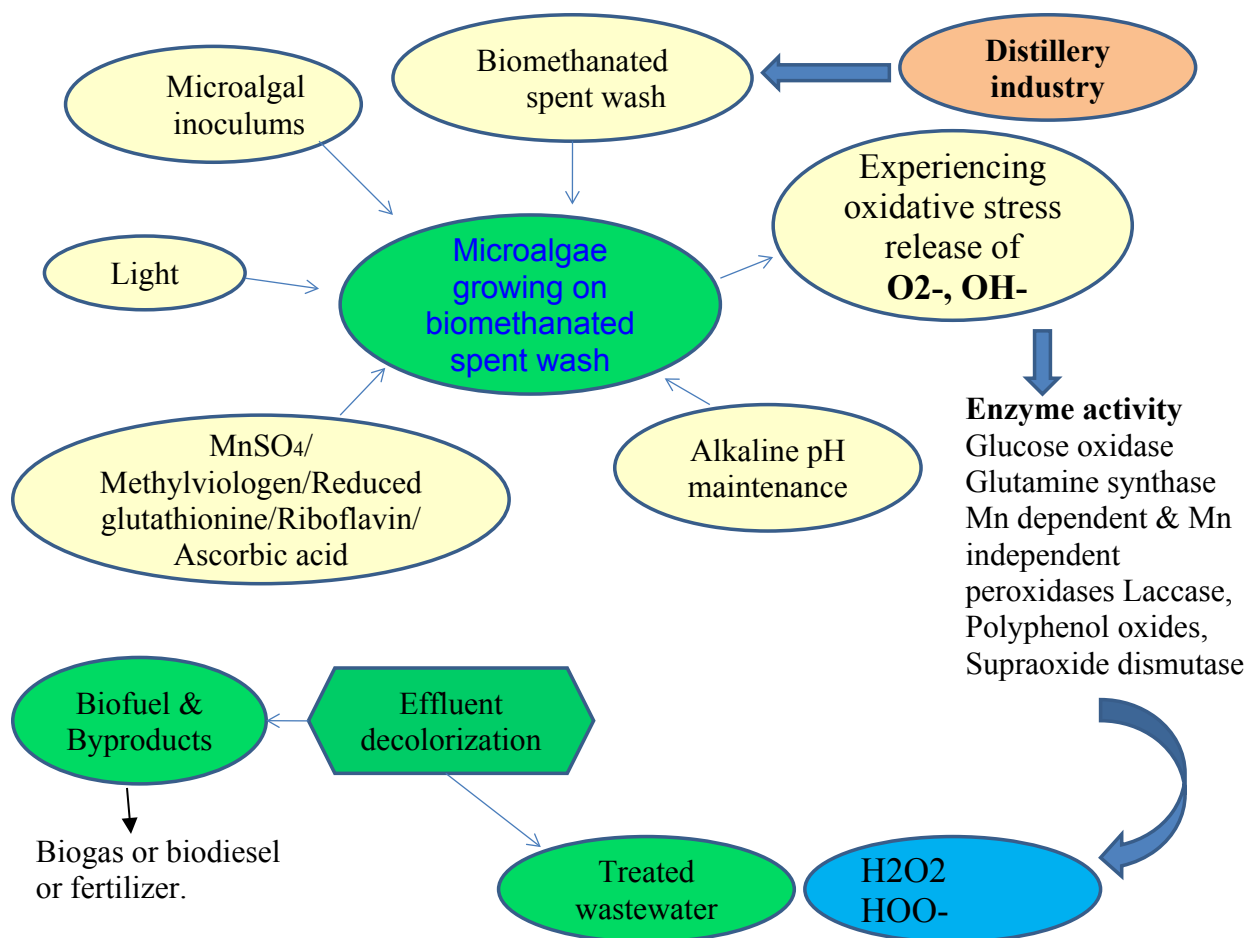 Distillery
industry
Biomethanated
spent wash
Microalgal
inoculums
Experiencing
oxidative stress
release of
O2-, OH-
Microalgae
growing on
biomethanated
spent wash
Light
MnSO4/
Methylviologen/Reduced
glutathionine/Riboflavin/
Ascorbic acid
Alkaline pH
maintenance
Enzyme activity
Glucose oxidase
Glutamine synthase
Mn dependent & Mn
independent
peroxidases Laccase,
Polyphenol oxides,
Supraoxide dismutase
Biofuel &
Byproducts
Effluent
decolorization
Biogas or biodiesel
or fertilizer.
Treated
wastewater
H2O2
HOO-